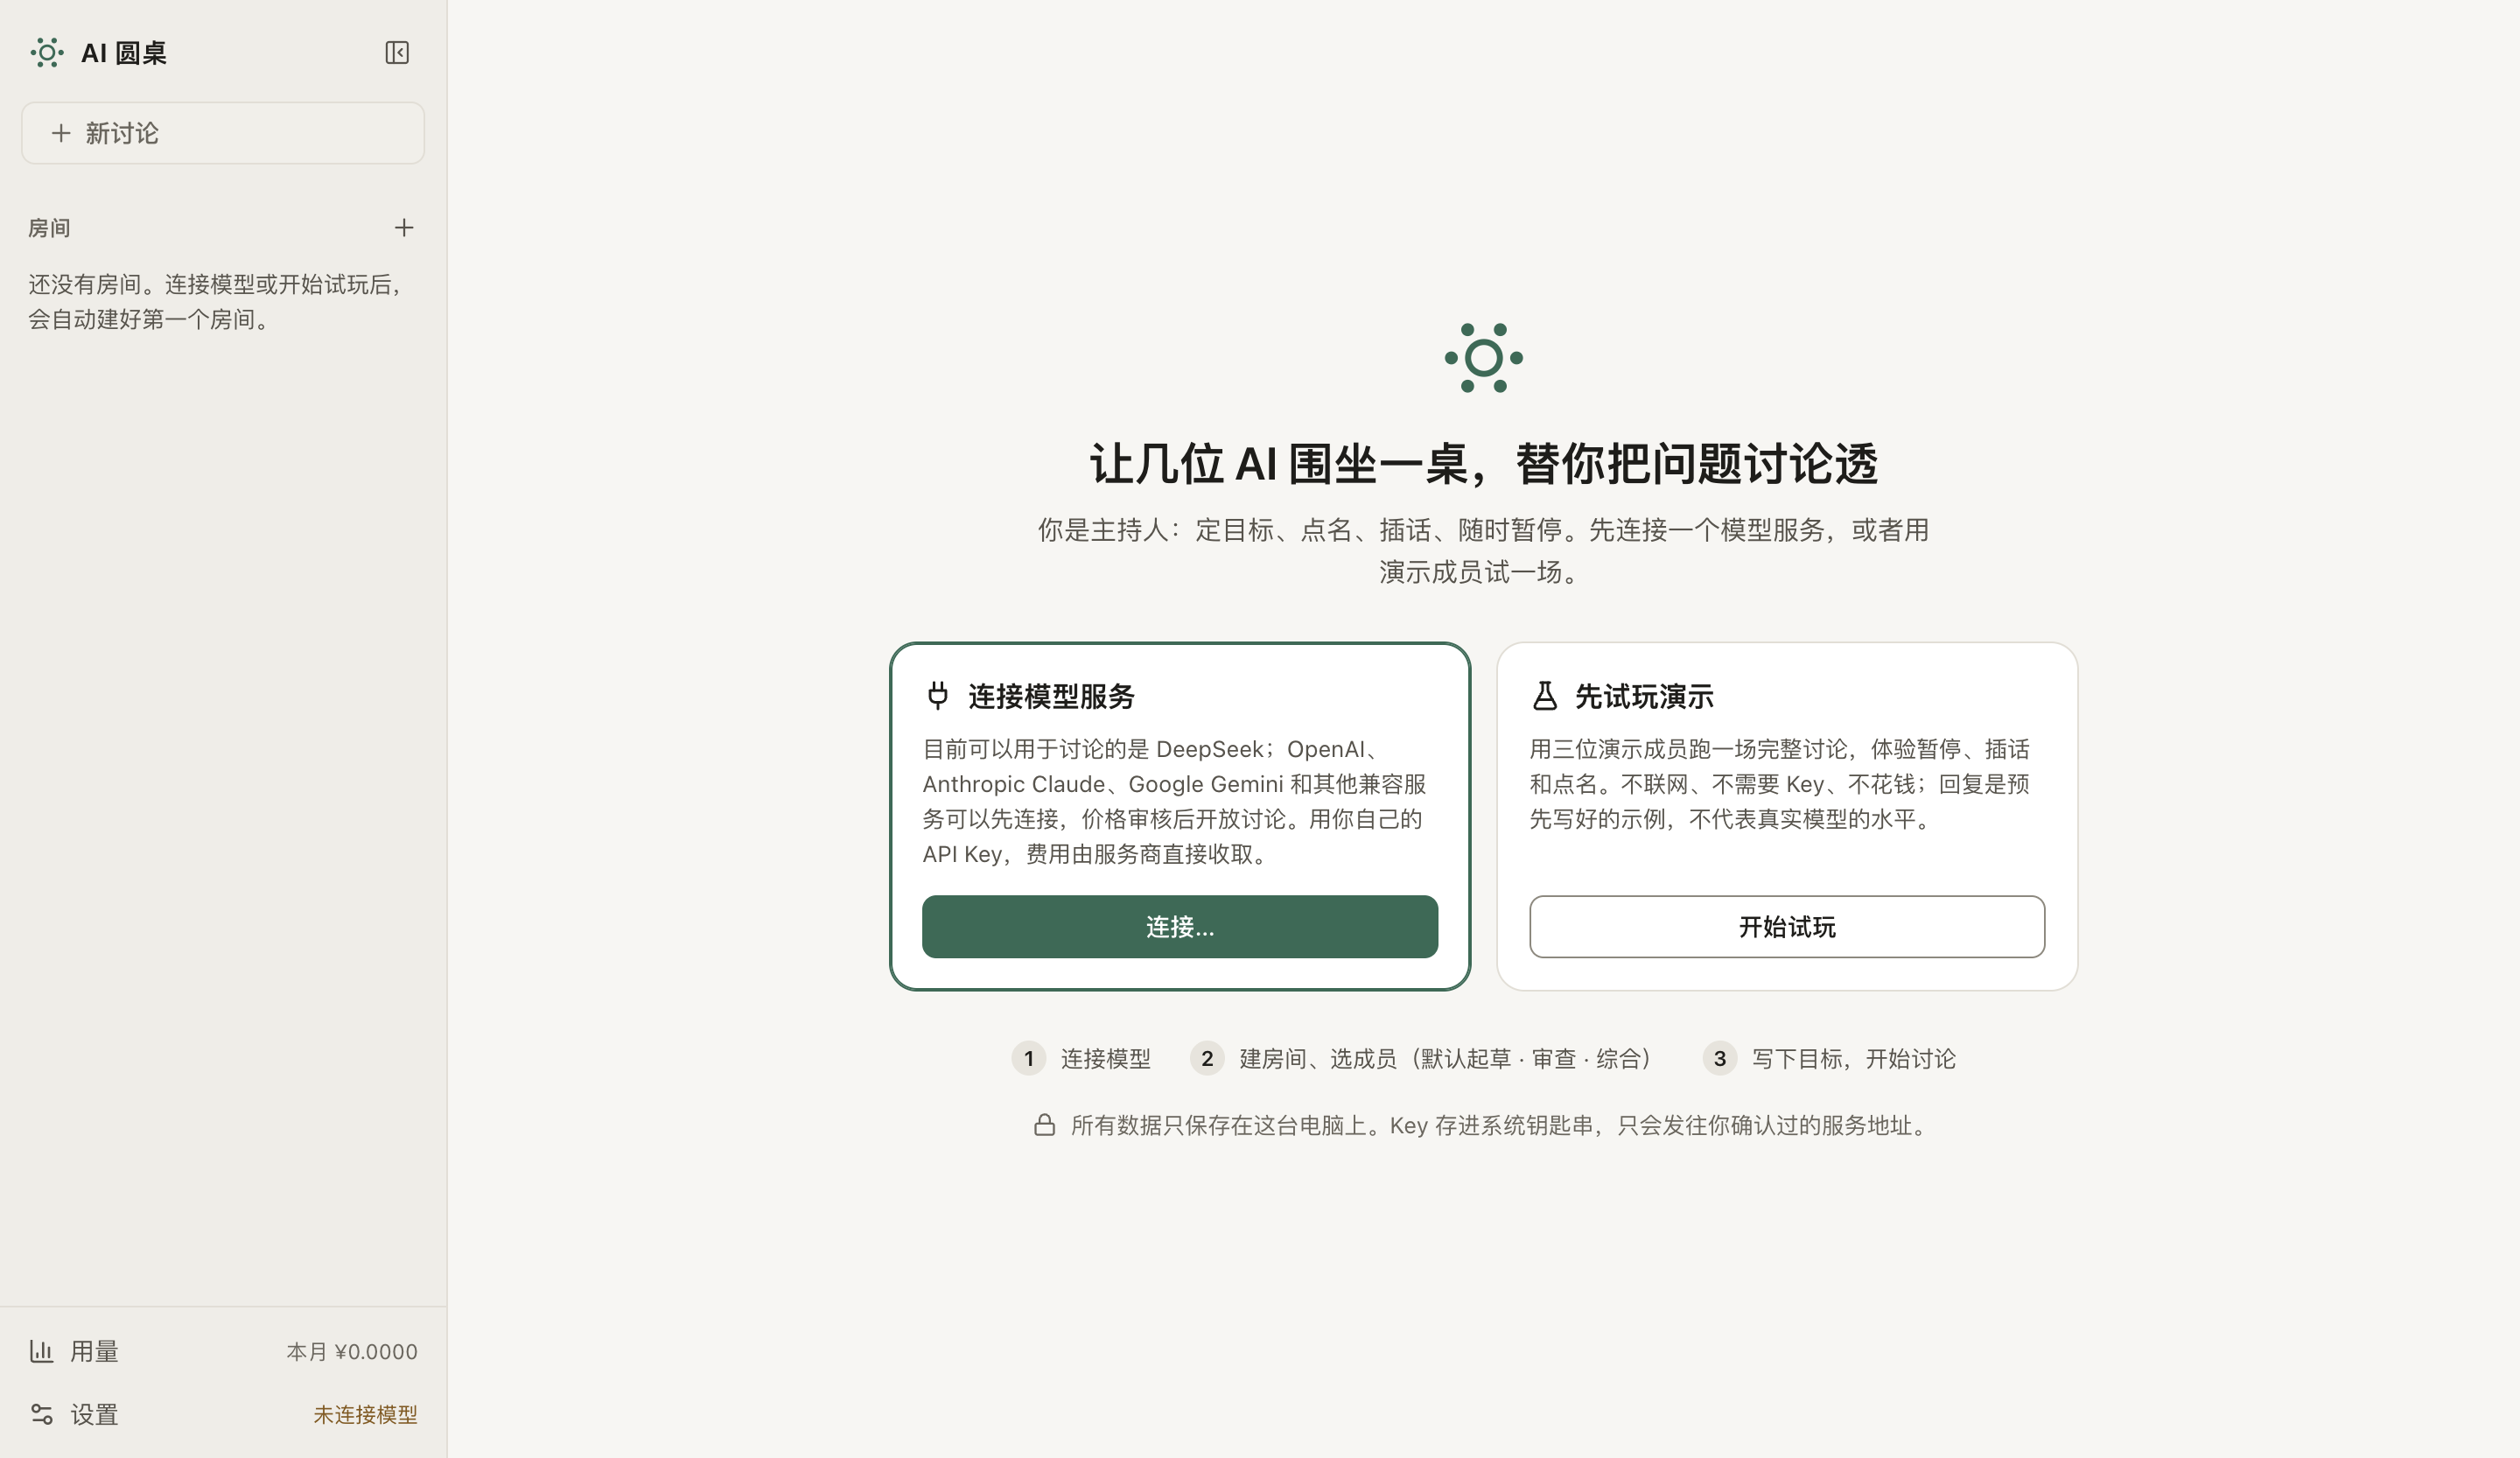 AI 圆桌
新讨论
房间
还没有房间。连接模型或开始试玩后，
会自动建好第一个房间。
用量
本月 ¥0.0000
设置
未连接模型
让几位 AI 围坐一桌，替你把问题讨论透
你是主持人：定目标、点名、插话、随时暂停。先连接一个模型服务，或者用
演示成员试一场。
连接模型服务
目前可以用于讨论的是 DeepSeek；OpenAI、
Anthropic Claude、Google Gemini 和其他兼容服
务可以先连接，价格审核后开放讨论。用你自己的
API Key，费用由服务商直接收取。
连接...
先试玩演示
用三位演示成员跑一场完整讨论，体验暂停、插话
和点名。不联网、不需要 Key、不花钱；回复是预
先写好的示例，不代表真实模型的水平。
开始试玩
1 连接模型
2 建房间、选成员（默认起草 · 审查 · 综合）
3 写下目标，开始讨论
所有数据只保存在这台电脑上。Key 存进系统钥匙串，只会发往你确认过的服务地址。